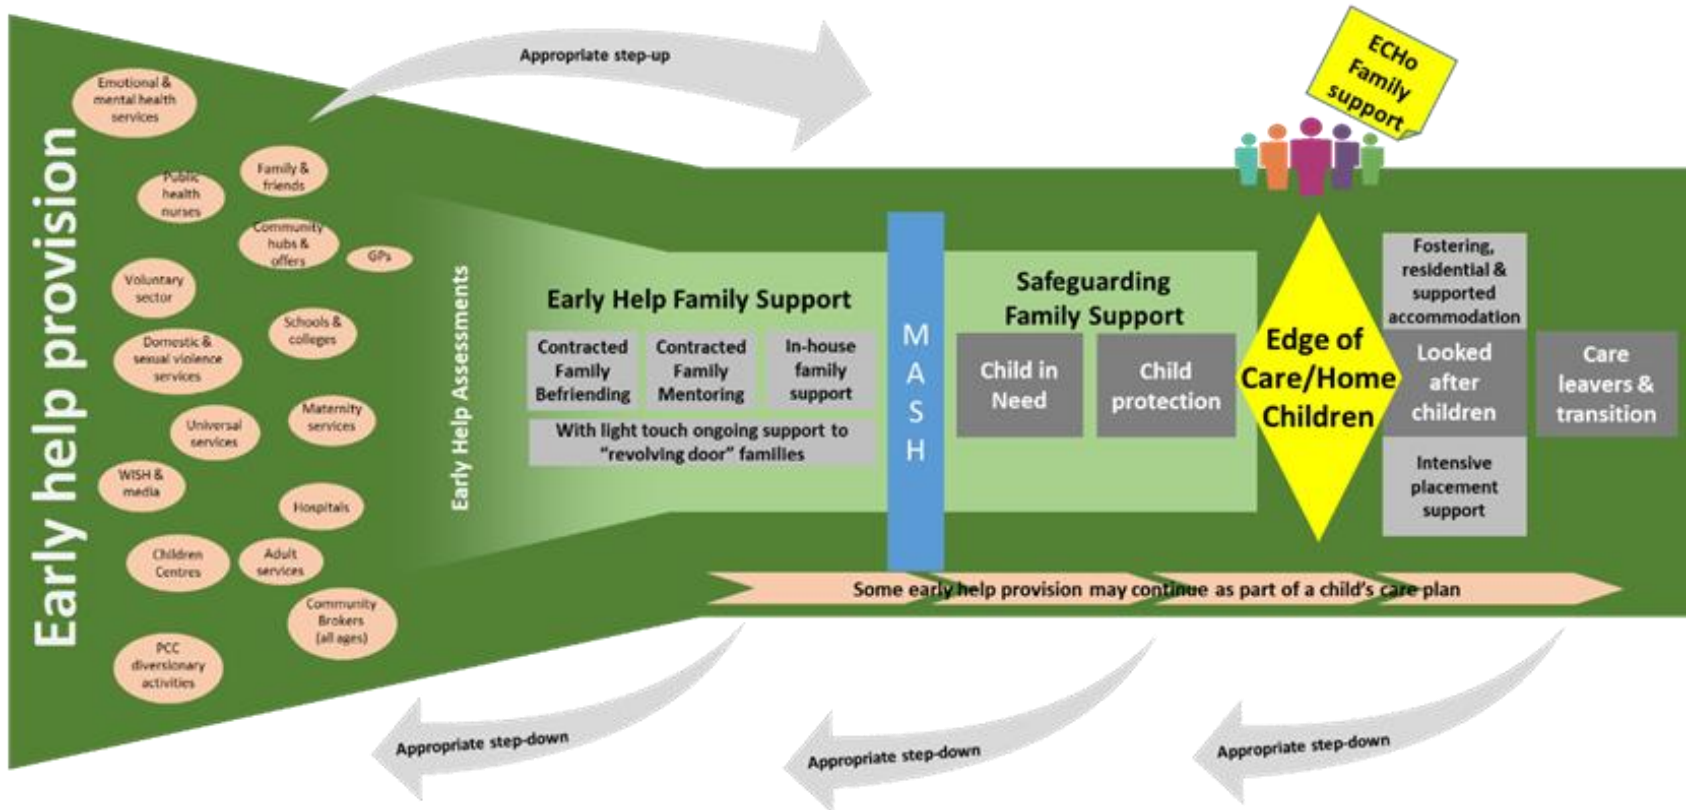 Early help provision
Emotional &
mental health
services
Public
health
nurses
Family &
friends
Community
hubs &
offers
GPs
Voluntary
sector
Schools &
colleges
Domestic &
sexual violence
services
Universal
services
Maternity
services
WISH &
media
Hospitals
Children
Centres
Adult
services
Community
Brokers
(all ages)
PCC
diversionary
activities
Appropriate step-up
Early Help Assessments
Early Help Family Support
Contracted
Family
Befriending
Contracted
Family
Mentoring
In-house
family
support
With light touch ongoing support to
“revolving door” families
M
A
S
H
Safeguarding
Family Support
Child in
Need
Child
protection
ECHo
Family
support
Edge of
Care/Home
Children
Fostering,
residential &
supported
accommodation
Looked
after
children
Intensive
placement
support
Care
leavers &
transition
Some early help provision may continue as part of a child’s care plan
Appropriate step-down
Appropriate step-down
Appropriate step-down